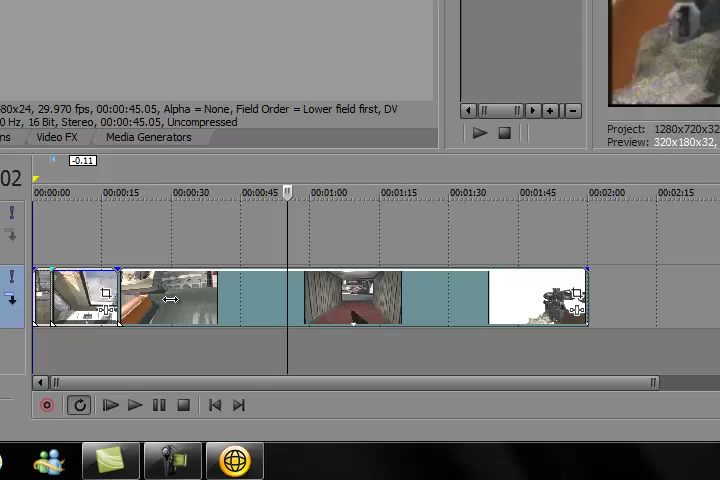 80x24, 29.970 fps, 00:00:45.05, Alpha = None, Field Order = Lower field first, DV
0 Hz, 16 Bit, Stereo, 00:00:45.05, Uncompressed
ns Video FX Media Generators
Project: 1280x720x32
Preview: 320x180x32,
-0.11
02
00:00:00 00:00:15 00:00:30 00:00:45 00:01:00 00:01:15 00:01:30 00:01:45 00:02:00 00:02:15